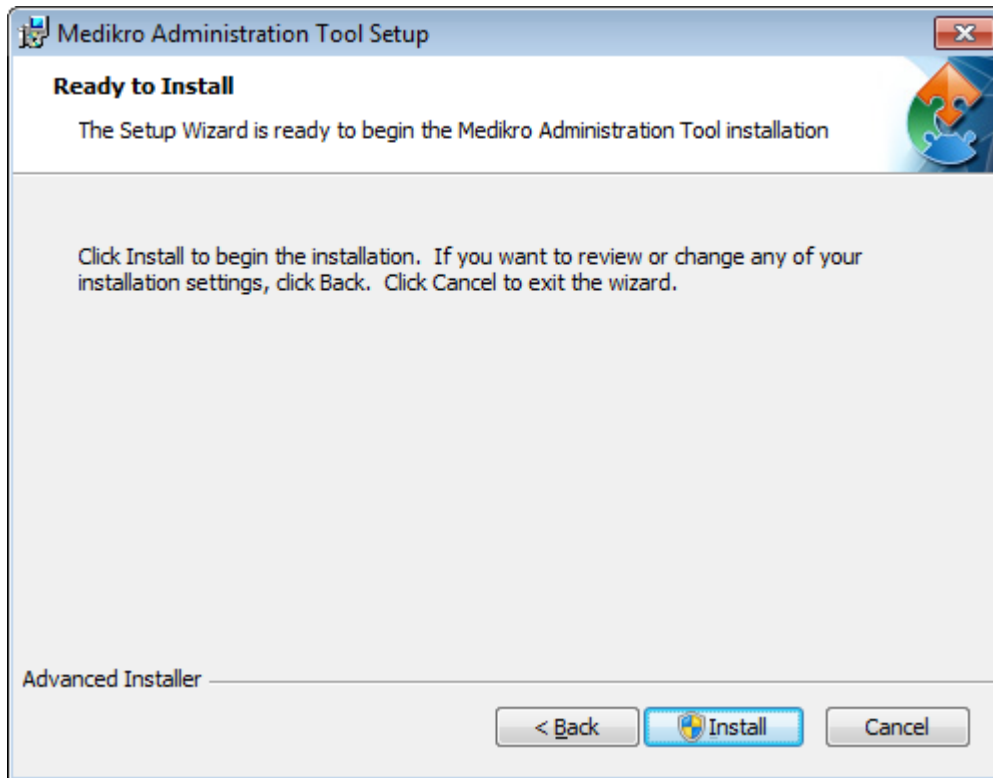 Medikro Administration Tool Setup
Ready to Install
The Setup Wizard is ready to begin the Medikro Administration Tool installation
Click Install to begin the installation.  If you want to review or change any of your
installation settings, click Back.  Click Cancel to exit the wizard.
Advanced Installer
< Back
Install
Cancel